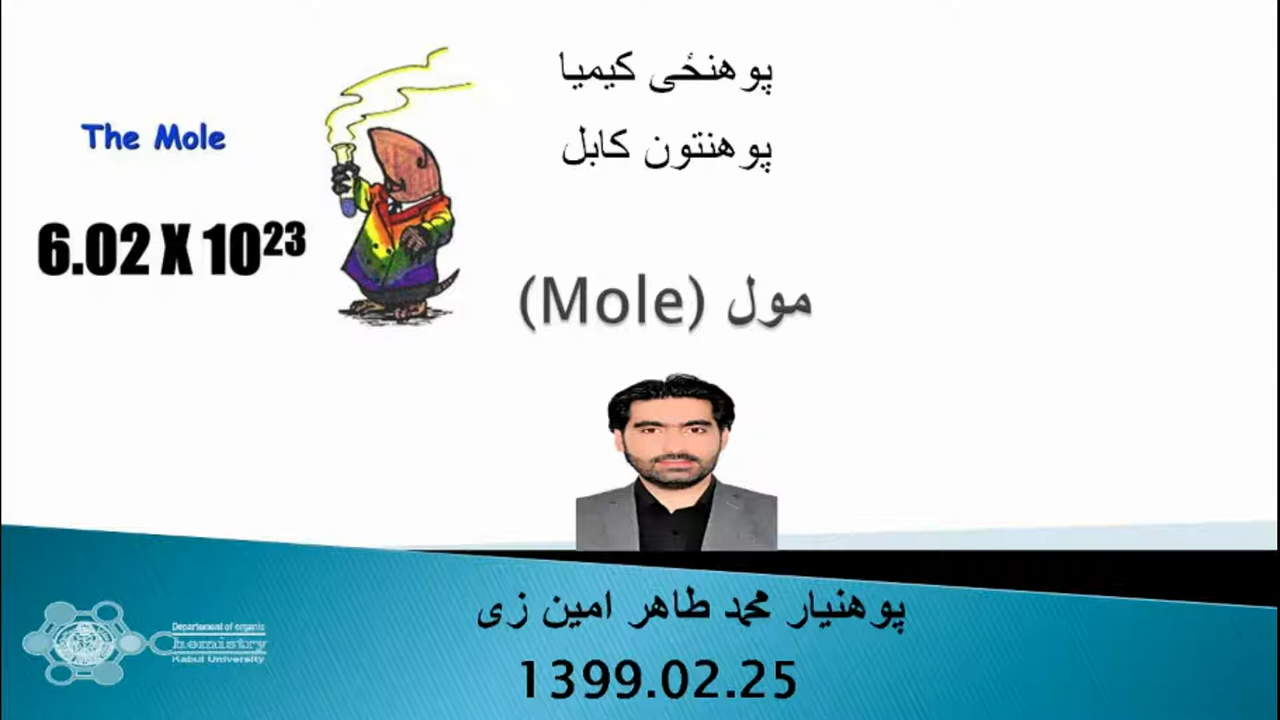 پوهنځی کیمیا
پوهنتون کابل
The Mole
6.02 X 10²³
مول (Mole)
پوهنیار محمد طاهر امین زی
1399.02.25
Departement of organic
Chemistry
Kabul University